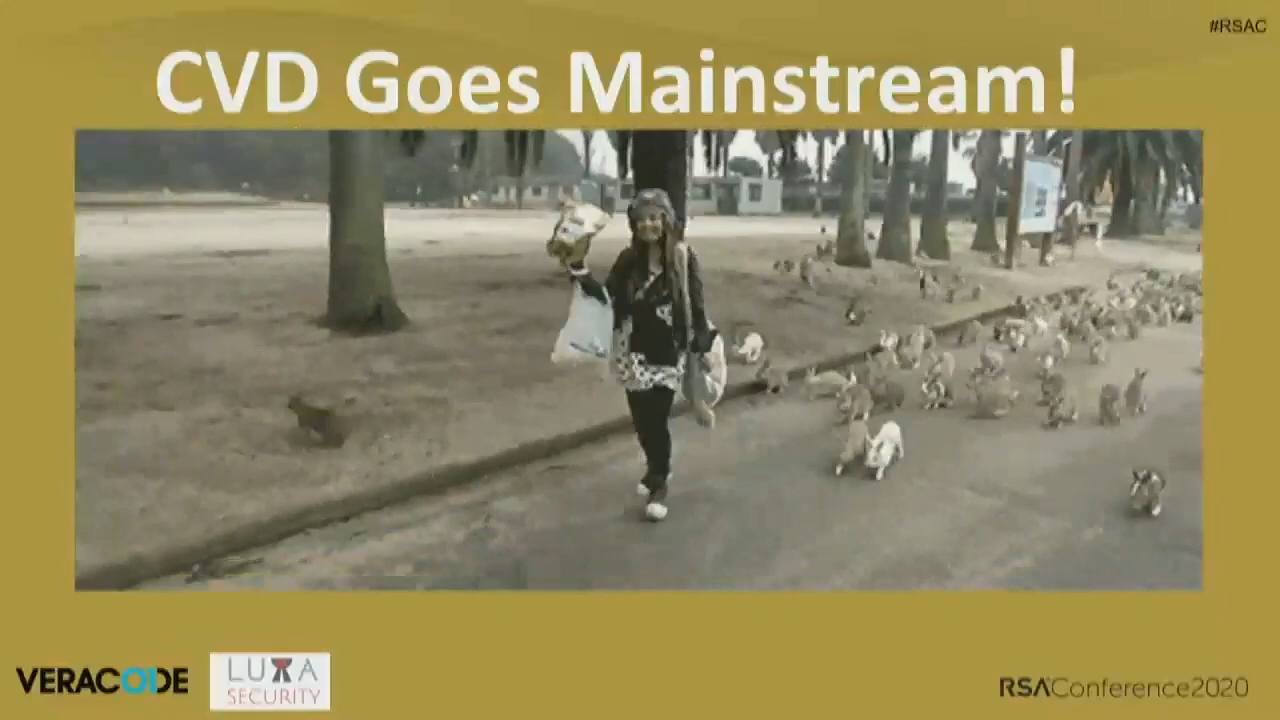 #RSAC
CVD Goes Mainstream!
VERACODE
LUTA
SECURITY
RSAConference2020